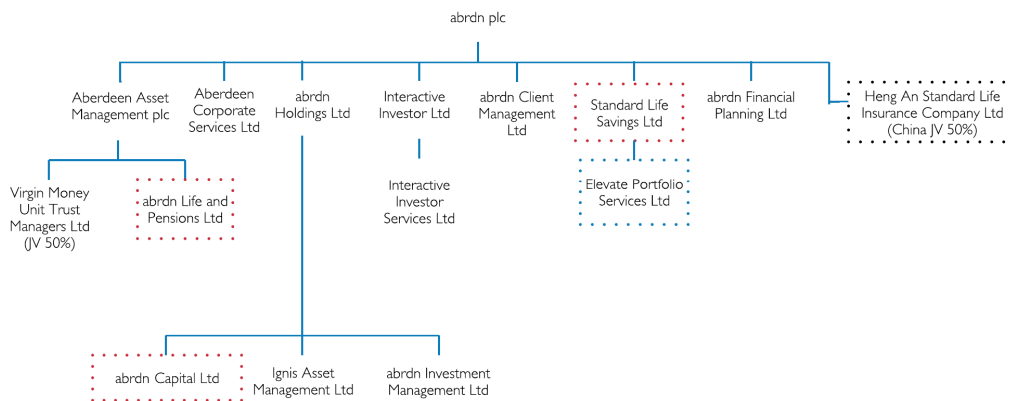 abrdn plc
Aberdeen Asset
Management plc
Aberdeen
Corporate
Services Ltd
abrdn
Holdings Ltd
Interactive
Investor Ltd
abrdn Client
Management
Ltd
Standard Life
Savings Ltd
abrdn Financial
Planning Ltd
Heng An Standard Life
Insurance Company Ltd
(China JV 50%)
Virgin Money
Unit Trust
Managers Ltd
(JV 50%)
abrdn Life and
Pensions Ltd
Interactive
Investor
Services Ltd
Elevate Portfolio
Services Ltd
abrdn Capital Ltd
Ignis Asset
Management Ltd
abrdn Investment
Management Ltd